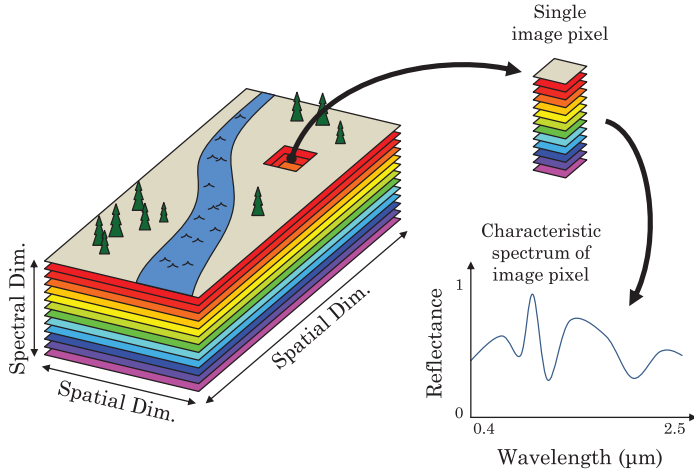 Single
image pixel
Spectral Dim.
Spatial Dim.
Spatial Dim.
Characteristic
spectrum of
image pixel
1
Reflectance
0
0.4
2.5
Wavelength (μm)